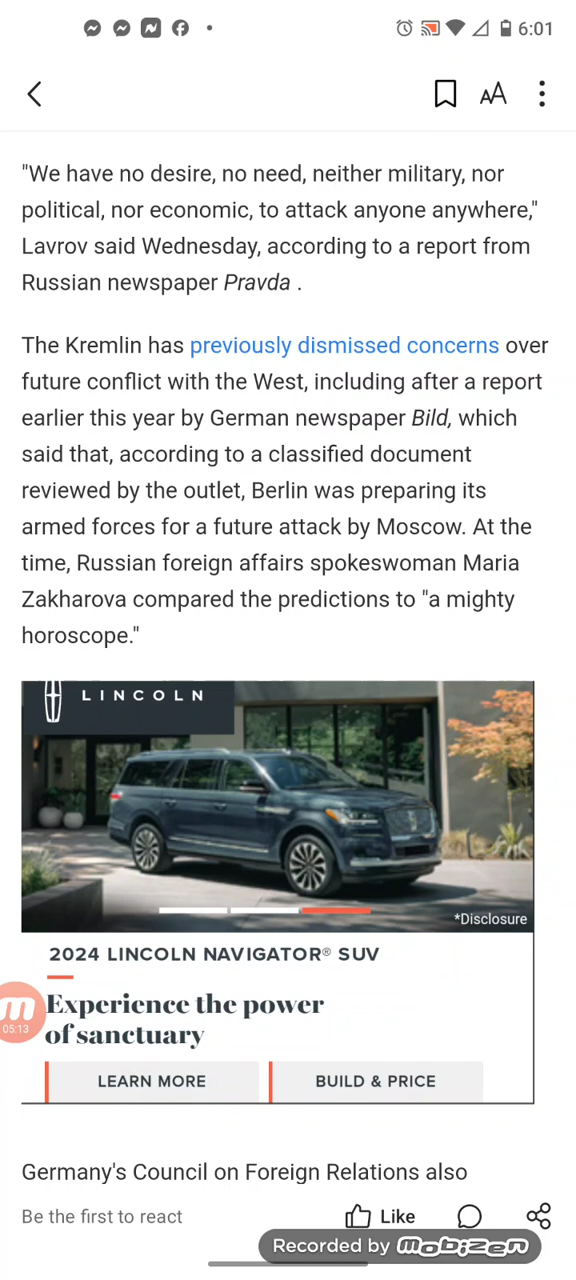 6:01
AA
"We have no desire, no need, neither military, nor
political, nor economic, to attack anyone anywhere,"
Lavrov said Wednesday, according to a report from
Russian newspaper Pravda .
The Kremlin has previously dismissed concerns over
future conflict with the West, including after a report
earlier this year by German newspaper Bild, which
said that, according to a classified document
reviewed by the outlet, Berlin was preparing its
armed forces for a future attack by Moscow. At the
time, Russian foreign affairs spokeswoman Maria
Zakharova compared the predictions to "a mighty
horoscope."
LINCOLN
*Disclosure
2024 LINCOLN NAVIGATOR® SUV
Experience the power
of sanctuary
05:13
LEARN MORE BUILD & PRICE
Germany's Council on Foreign Relations also
Be the first to react Like
Recorded by mobizen